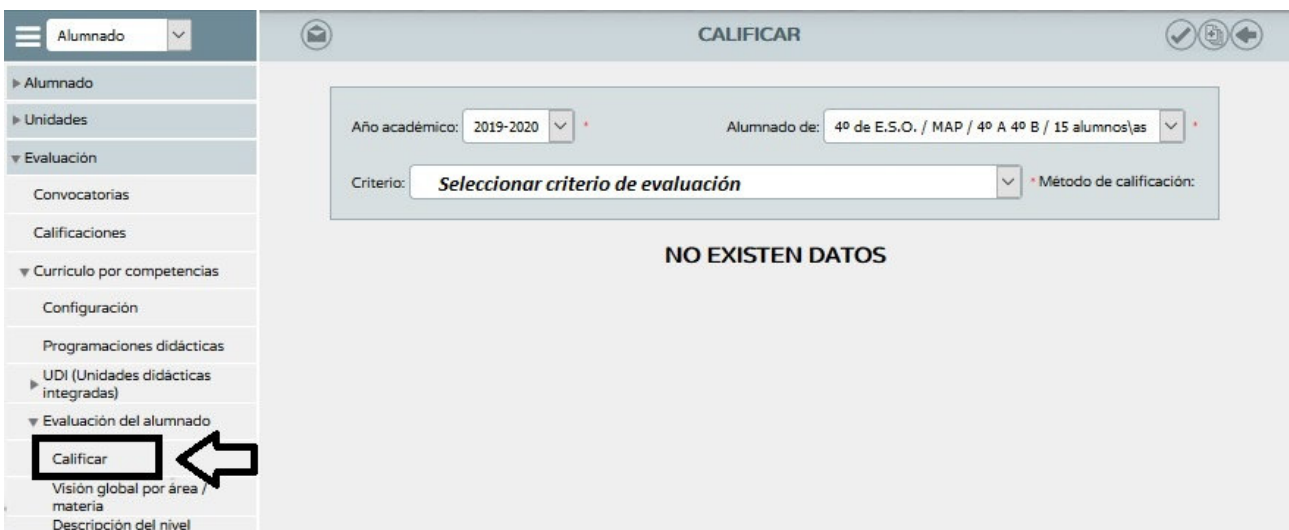 Alumnado
CALIFICAR
Alumnado
Unidades
Evaluación
Convocatorias
Calificaciones
Currículo por competencias
Configuración
Programaciones didácticas
UDI (Unidades didácticas
integradas)
Evaluación del alumnado
Calificar
Visión global por área /
materia
Descripción del nivel
Año académico: 2019-2020 * Alumnado de: 4º de E.S.O. / MAP / 4º A 4º B / 15 alumnos\as *
Criterio: Seleccionar criterio de evaluación * Método de calificación:
NO EXISTEN DATOS